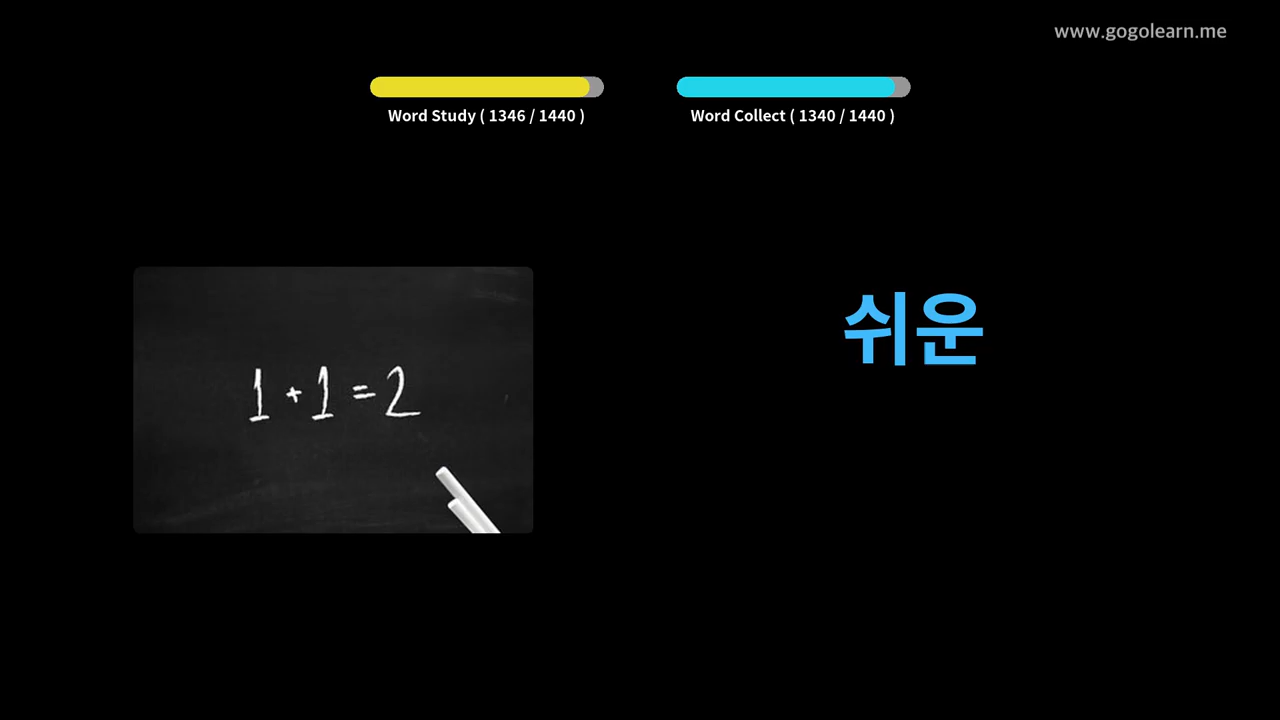 www.gogolearn.me
Word Study ( 1346 / 1440 )
Word Collect ( 1340 / 1440 )
쉬운
1 + 1 = 2